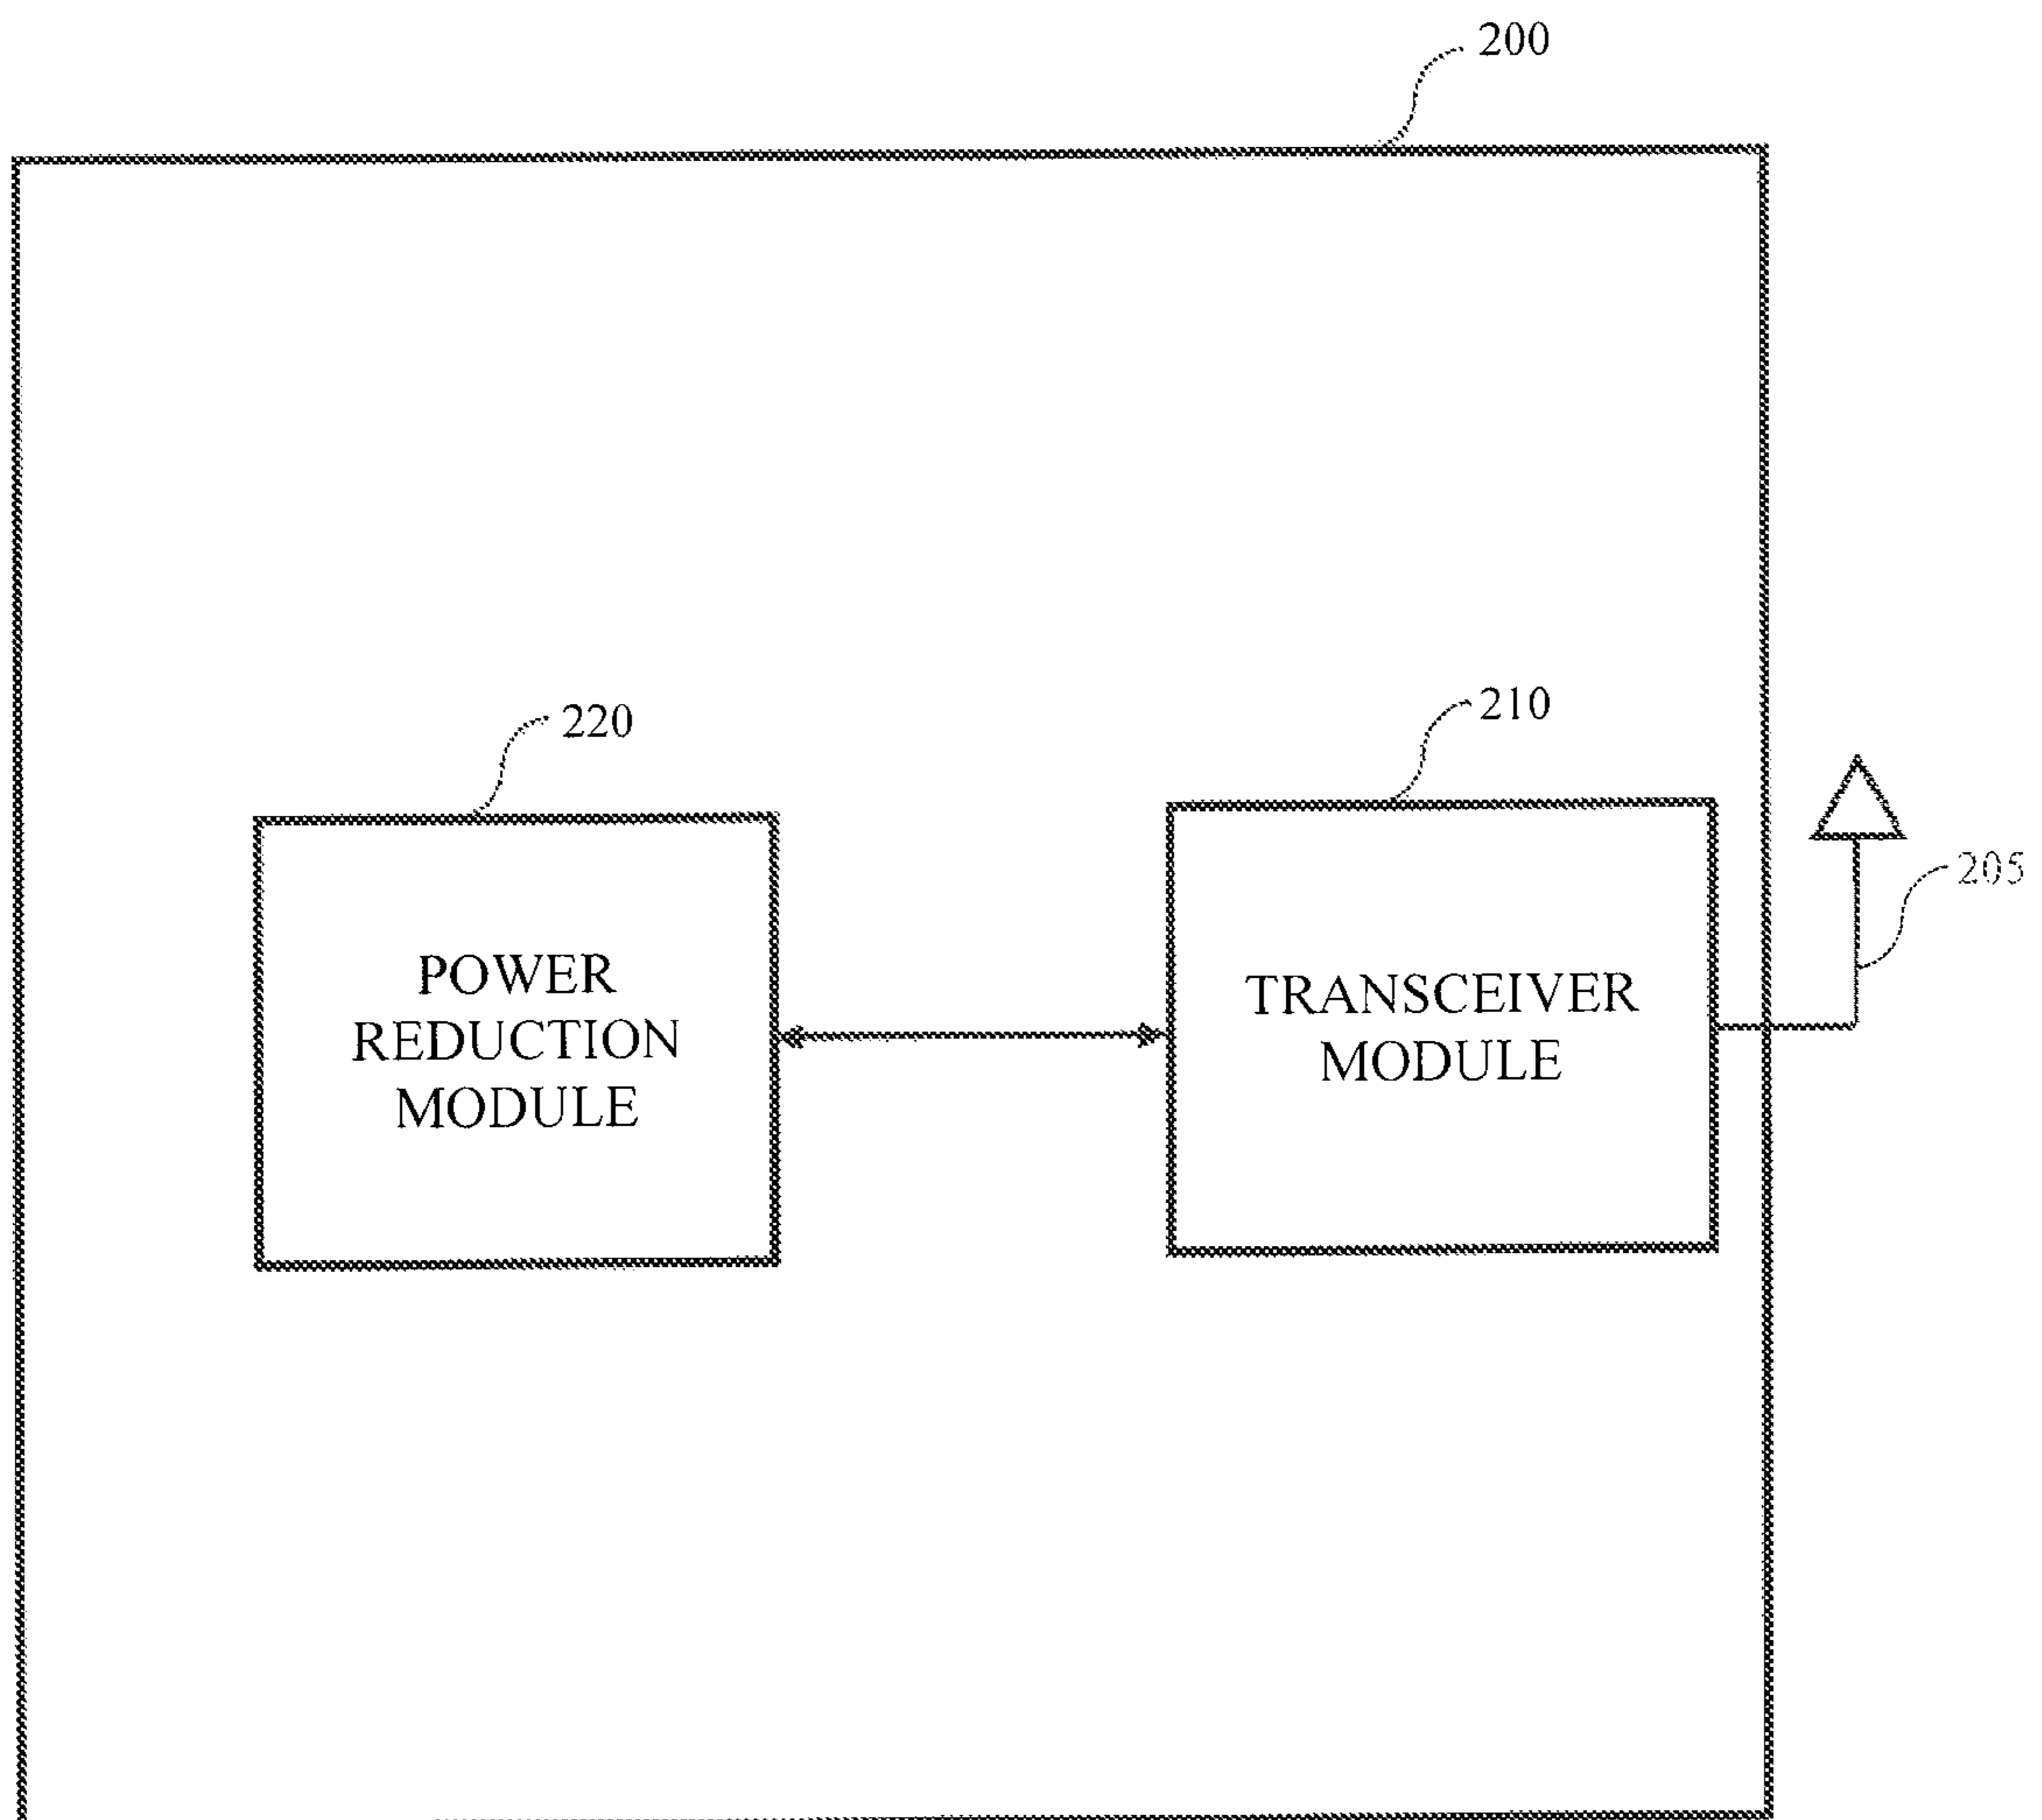 200
220
210
205
POWER
REDUCTION
MODULE
TRANSCEIVER
MODULE